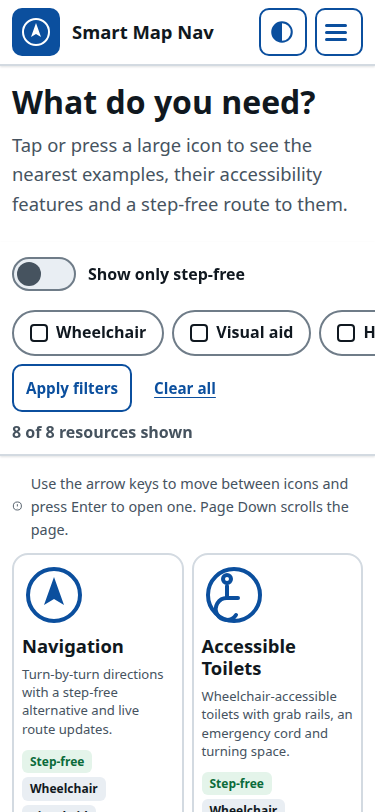 Smart Map Nav
What do you need?
Tap or press a large icon to see the
nearest examples, their accessibility
features and a step-free route to them.
Show only step-free
Wheelchair
Visual aid
H
Apply filters
Clear all
8 of 8 resources shown
Use the arrow keys to move between icons and
press Enter to open one. Page Down scrolls the
page.
Navigation
Turn-by-turn directions
with a step-free
alternative and live
route updates.
Step-free
Wheelchair
Accessible
Toilets
Wheelchair-accessible
toilets with grab rails, an
emergency cord and
turning space.
Step-free
Wheelchair